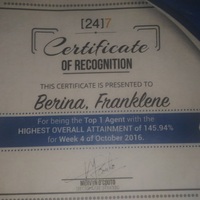 [24]7
Certificate
OF RECOGNITION
THIS CERTIFICATE IS PRESENTED TO
Berina, Franklene
For being the Top 1 Agent with the
HIGHEST OVERALL ATTAINMENT of 145.94%
for Week 4 of October 2016.